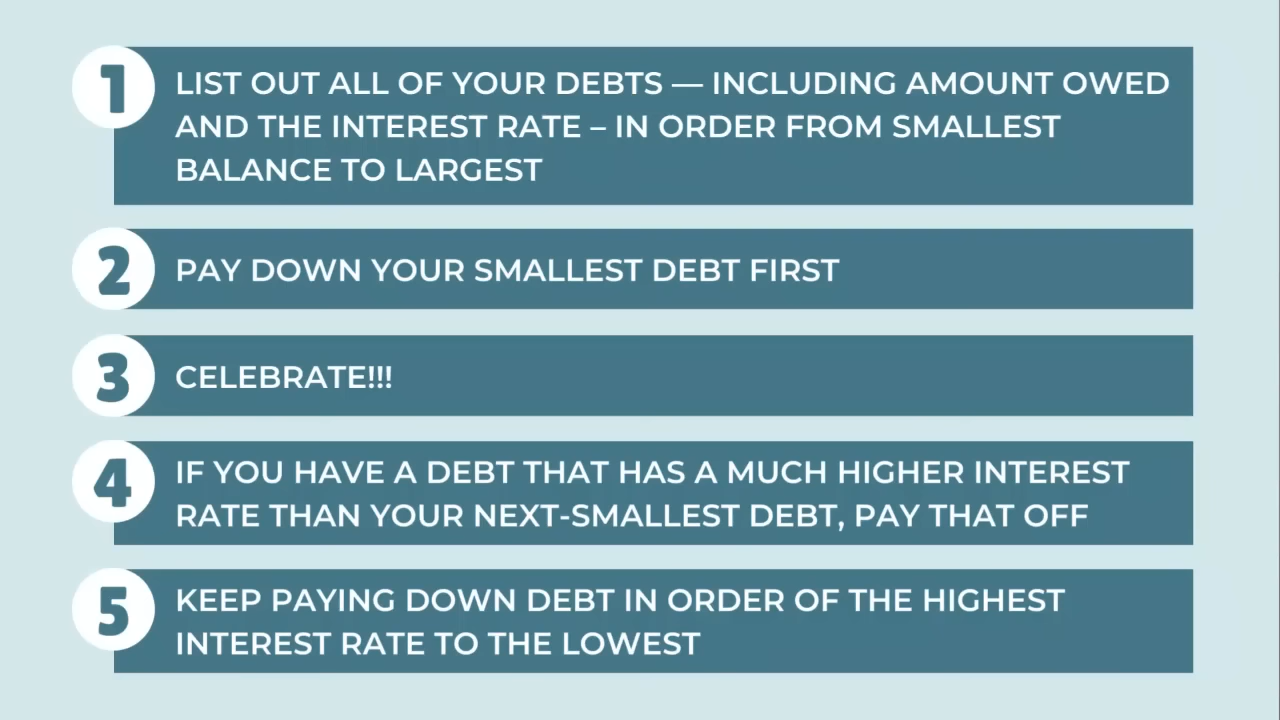 1
LIST OUT ALL OF YOUR DEBTS — INCLUDING AMOUNT OWED
AND THE INTEREST RATE – IN ORDER FROM SMALLEST
BALANCE TO LARGEST
2
PAY DOWN YOUR SMALLEST DEBT FIRST
3
CELEBRATE!!!
4
IF YOU HAVE A DEBT THAT HAS A MUCH HIGHER INTEREST
RATE THAN YOUR NEXT-SMALLEST DEBT, PAY THAT OFF
5
KEEP PAYING DOWN DEBT IN ORDER OF THE HIGHEST
INTEREST RATE TO THE LOWEST